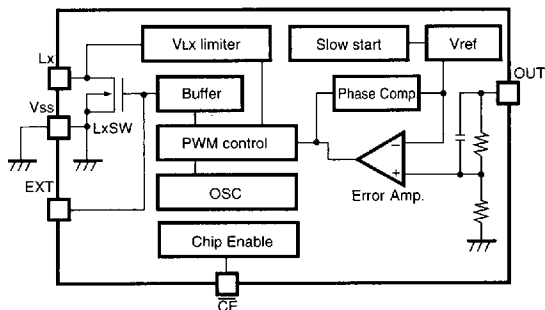 VLX limiter
Slow start
Vref
Lx
OUT
Buffer
Phase Comp.
Vss
LxSW
PWM control
−
+
Error Amp.
EXT
OSC
Chip Enable
CE